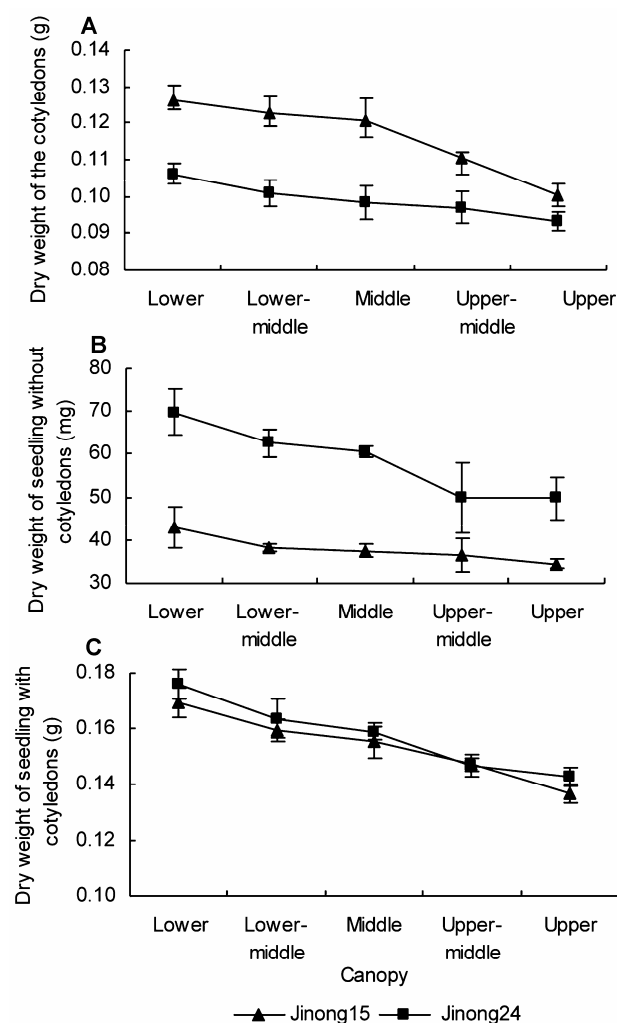 A
Dry weight of the cotyledons (g)
0.14
0.13
0.12
0.11
0.10
0.09
0.08
Lower Lower- Middle Upper- Upper
middle middle
B
Dry weight of seedling without
cotyledons (mg)
80
70
60
50
40
30
Lower Lower- Middle Upper- Upper
middle middle
C
Dry weight of seedling with
cotyledons (g)
0.18
0.16
0.14
0.12
0.10
Lower Lower- Middle Upper- Upper
middle middle
Canopy
Jinong15 Jinong24